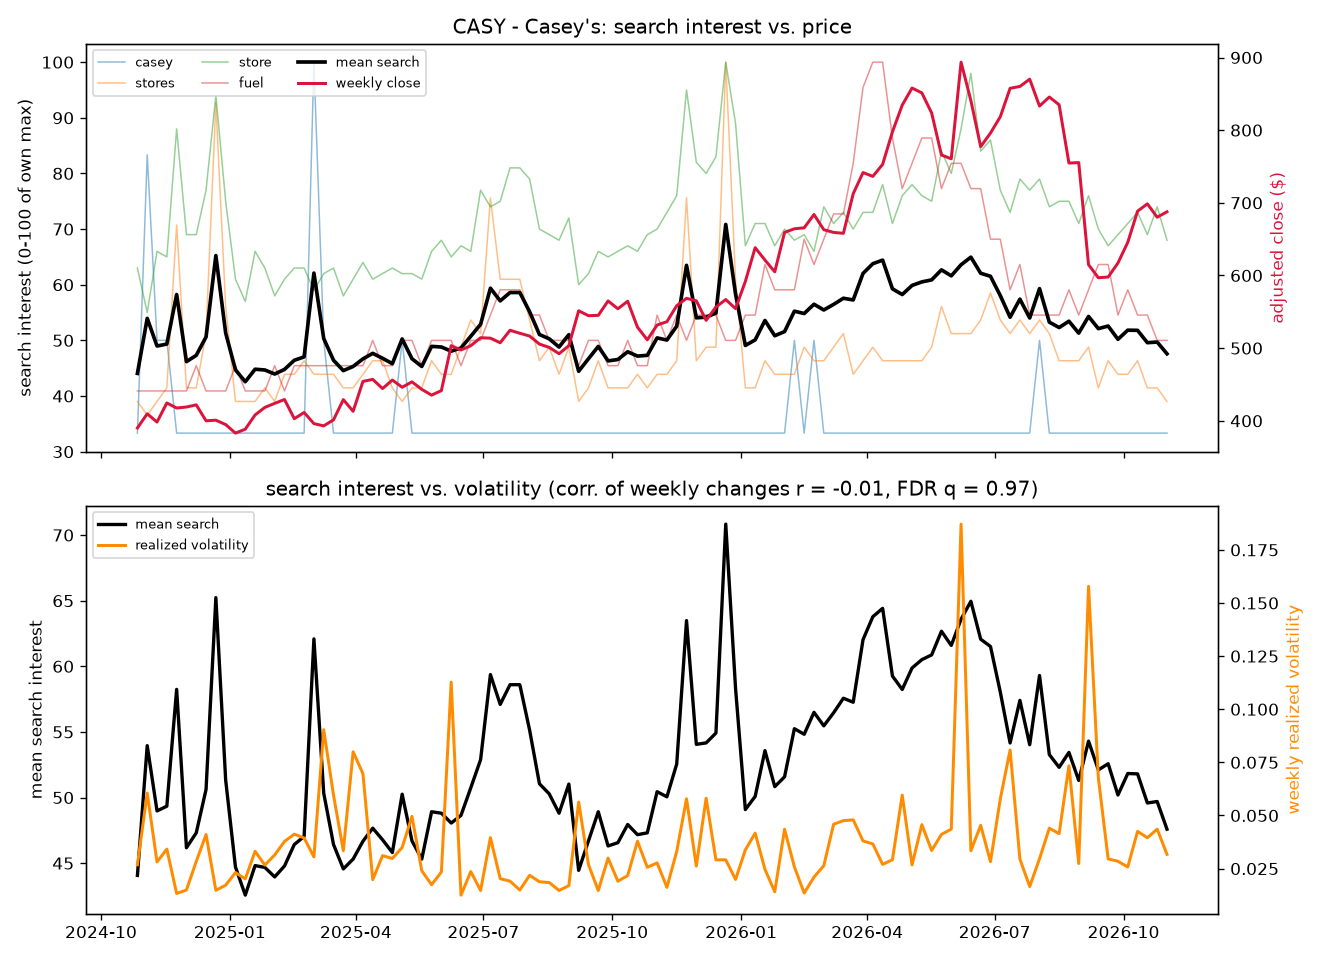 CASY - Casey's: search interest vs. price
casey
stores
store
fuel
mean search
weekly close
search interest (0-100 of own max)
100
90
80
70
60
50
40
30
900
800
700
600
500
400
adjusted close ($)
search interest vs. volatility (corr. of weekly changes r = -0.01, FDR q = 0.97)
mean search
realized volatility
mean search interest
70
65
60
55
50
45
0.175
0.150
0.125
0.100
0.075
0.050
0.025
weekly realized volatility
2024-10
2025-01
2025-04
2025-07
2025-10
2026-01
2026-04
2026-07
2026-10